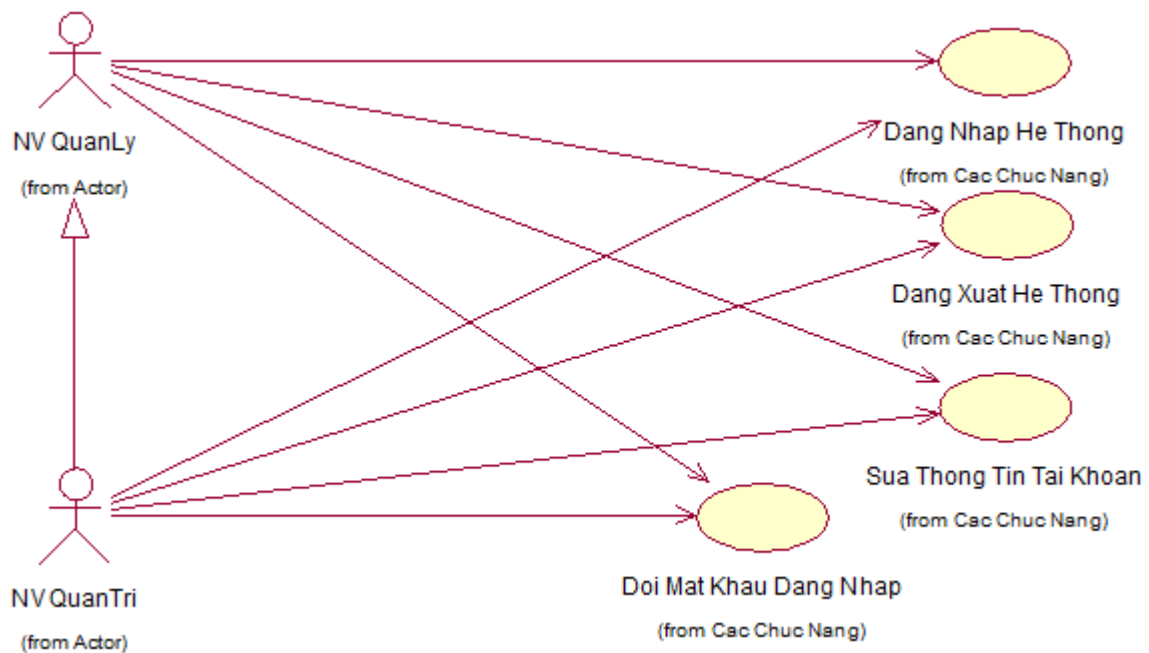 NV QuanLy
(from Actor)
Dang Nhap He Thong
(from Cac Chuc Nang)
Dang Xuat He Thong
(from Cac Chuc Nang)
Sua Thong Tin Tai Khoan
(from Cac Chuc Nang)
NV QuanTri
(from Actor)
Doi Mat Khau Dang Nhap
(from Cac Chuc Nang)